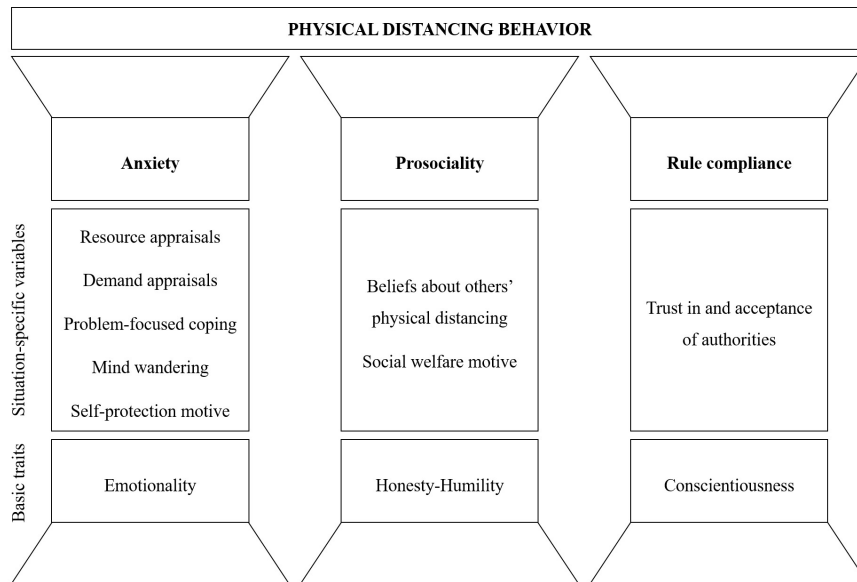 PHYSICAL DISTANCING BEHAVIOR
Anxiety
Prosociality
Rule compliance
Situation-specific variables
Resource appraisals
Demand appraisals
Problem-focused coping
Mind wandering
Self-protection motive
Beliefs about others’
physical distancing
Social welfare motive
Trust in and acceptance
of authorities
Basic traits
Emotionality
Honesty-Humility
Conscientiousness